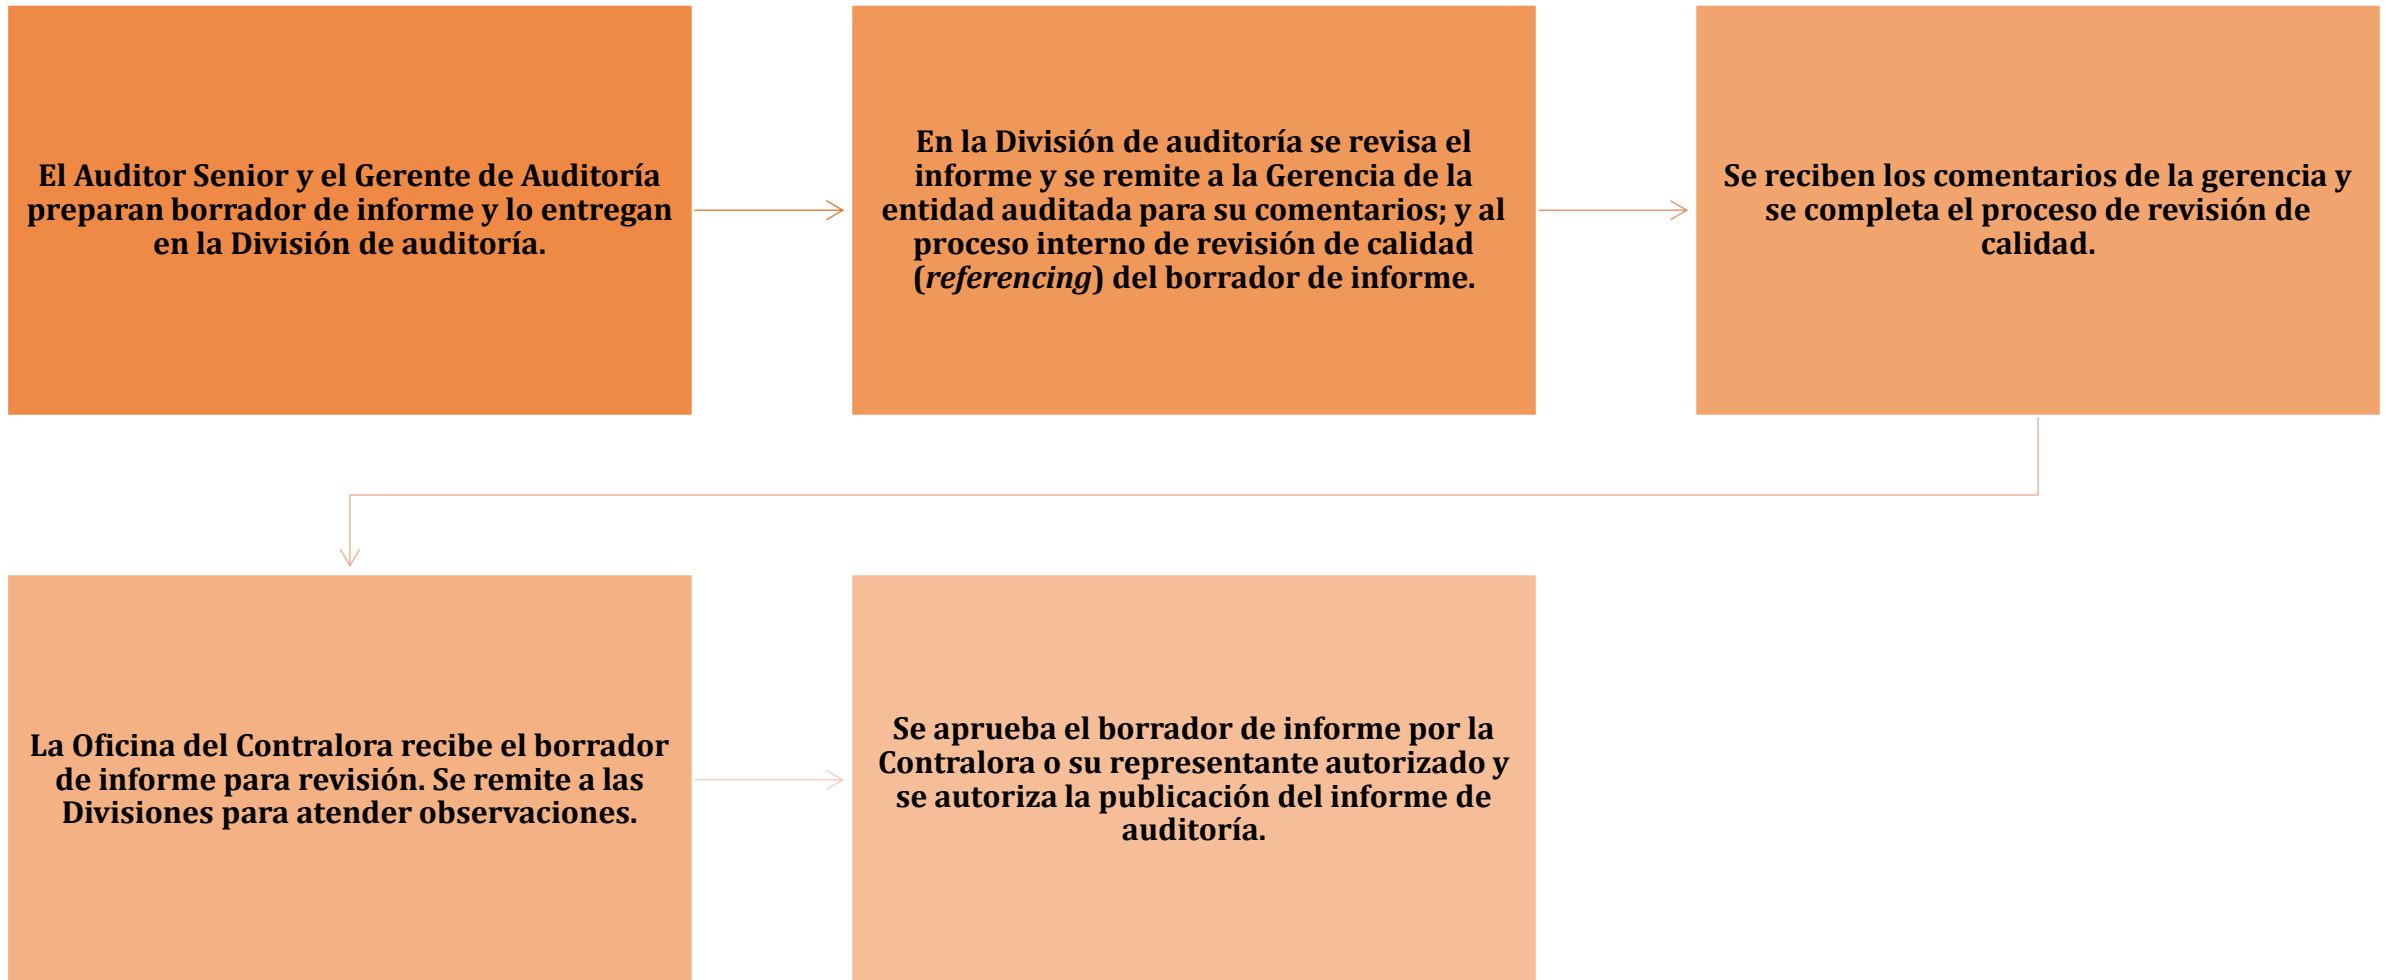 El Auditor Senior y el Gerente de Auditoría
preparan borrador de informe y lo entregan
en la División de auditoría.
En la División de auditoría se revisa el
informe y se remite a la Gerencia de la
entidad auditada para su comentarios; y al
proceso interno de revisión de calidad
(referencing) del borrador de informe.
Se reciben los comentarios de la gerencia y
se completa el proceso de revisión de
calidad.
La Oficina del Contralora recibe el borrador
de informe para revisión. Se remite a las
Divisiones para atender observaciones.
Se aprueba el borrador de informe por la
Contralora o su representante autorizado y
se autoriza la publicación del informe de
auditoría.